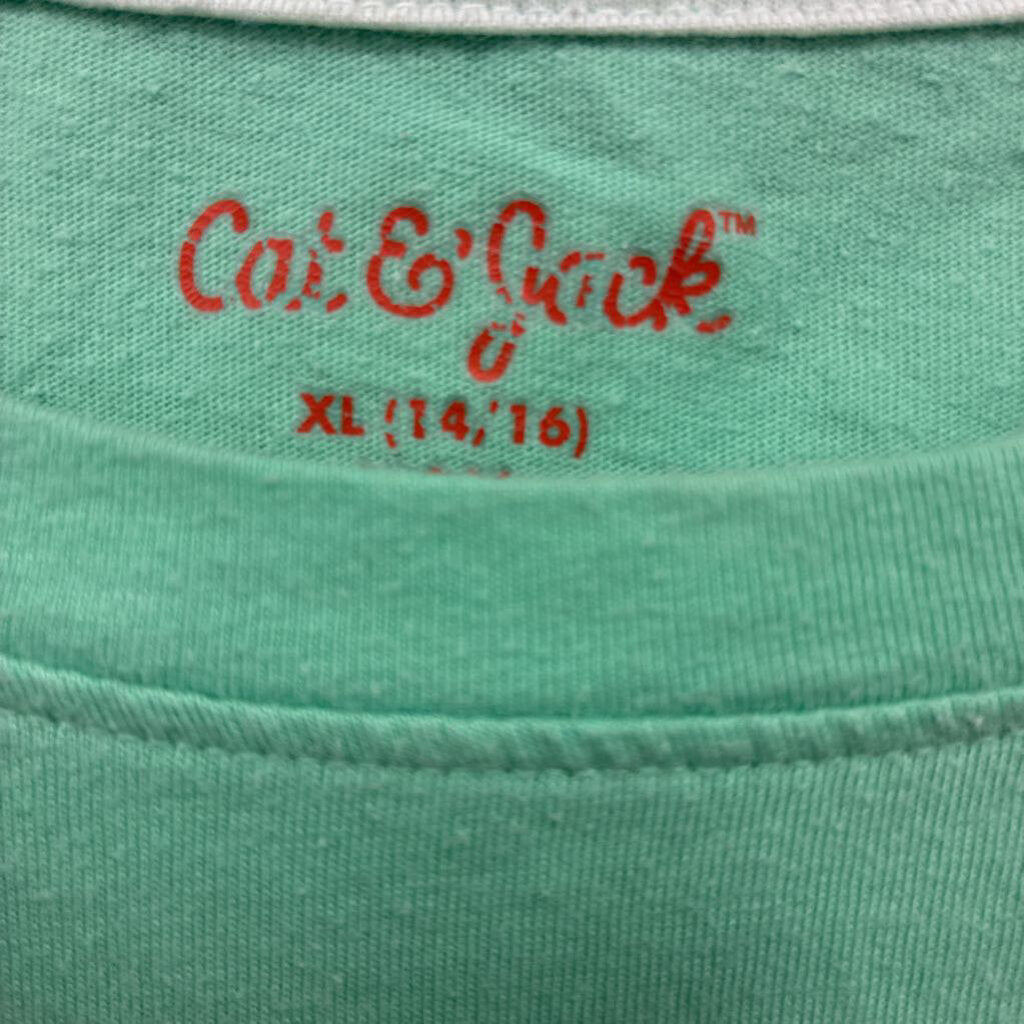 Cat & Jack™
XL (14/16)